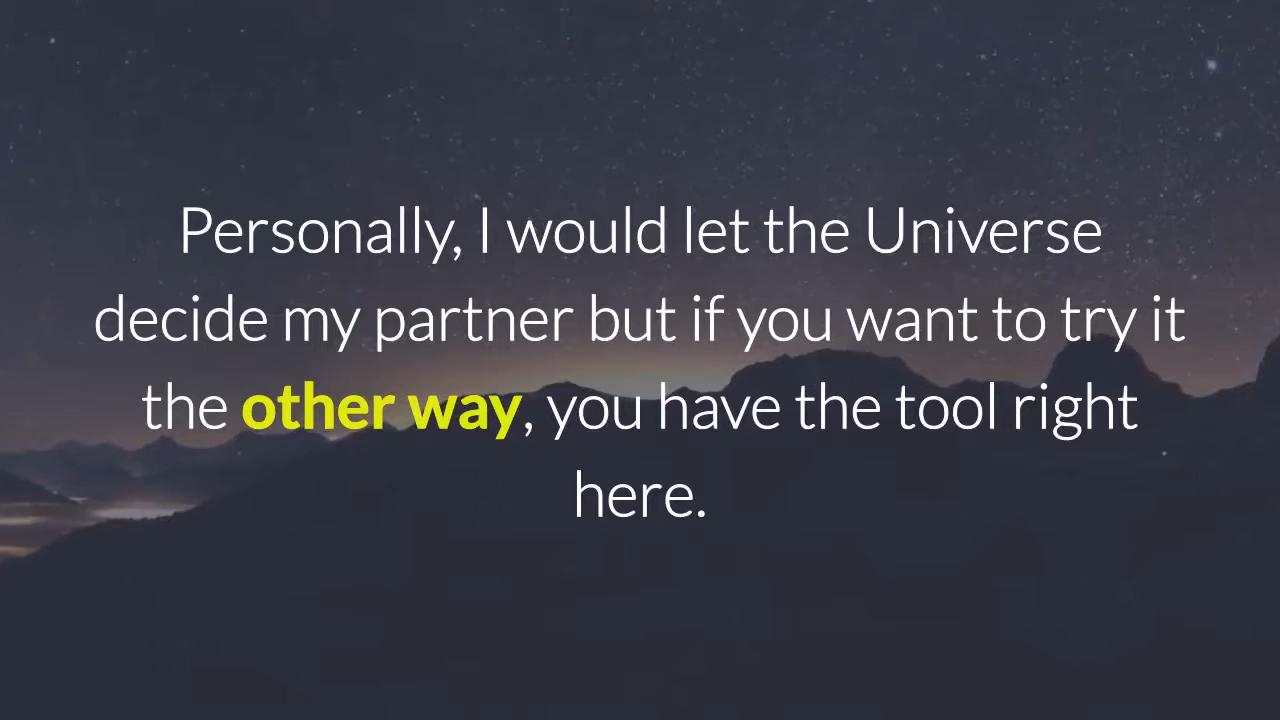 Personally, I would let the Universe
decide my partner but if you want to try it
the other way, you have the tool right
here.